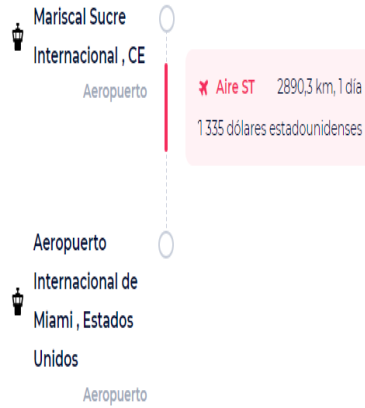 Mariscal Sucre
Internacional , CE
Aeropuerto
Aire ST 2890,3 km, 1 día
1 335 dólares estadounidenses
Aeropuerto
Internacional de
Miami , Estados
Unidos
Aeropuerto